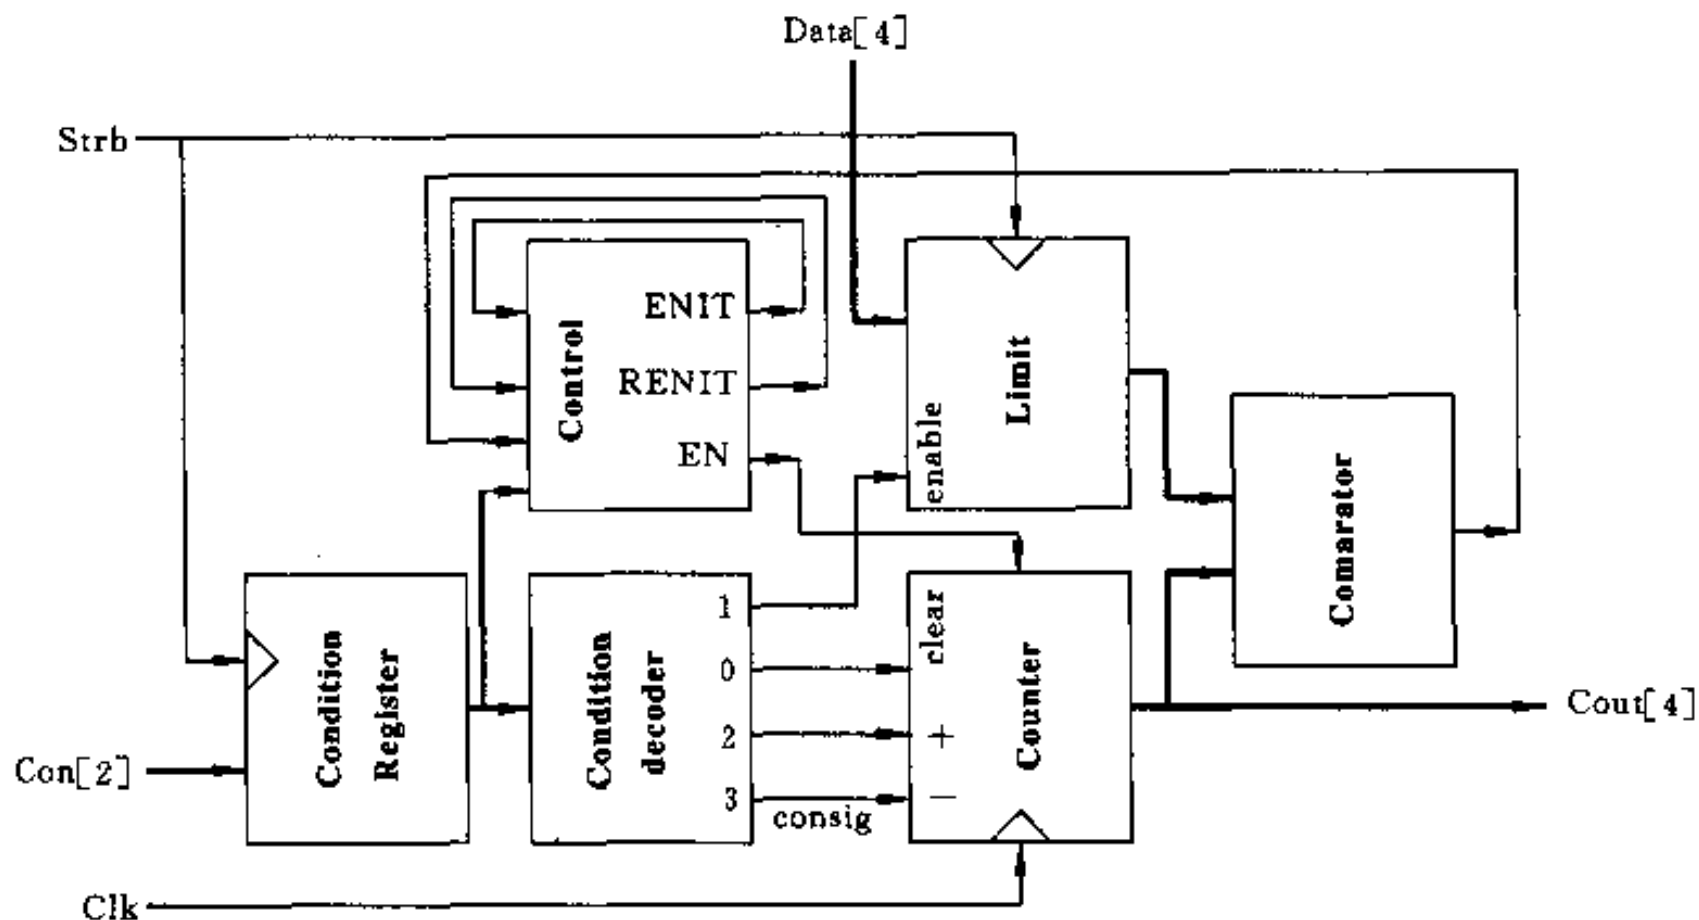 Data[4]
Strb
Control
ENIT
RENIT
EN
Limit
enable
Comarator
Condition
Register
Condition
decoder
1
0
2
3
consig
clear
+
−
Counter
Cout[4]
Con[2]
Clk